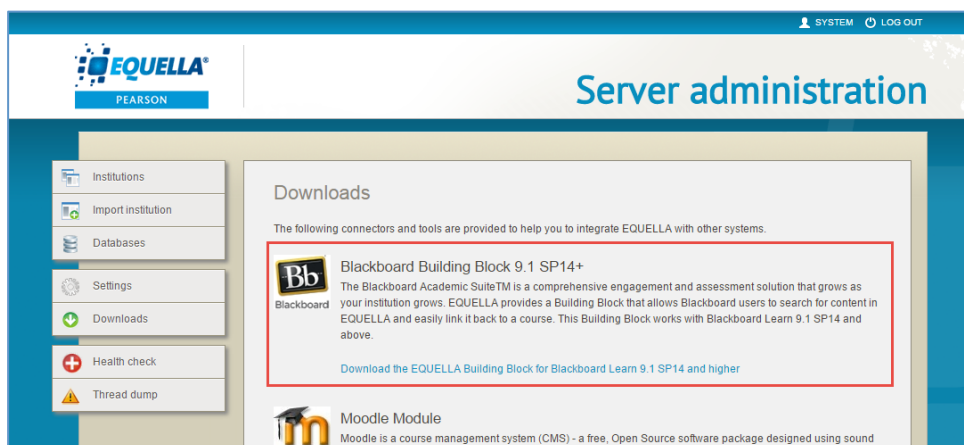 SYSTEM LOG OUT
EQUELLA®
PEARSON
Server administration
Institutions
Import institution
Databases
Settings
Downloads
Health check
Thread dump
Downloads
The following connectors and tools are provided to help you to integrate EQUELLA with other systems.
Bb
Blackboard
Blackboard Building Block 9.1 SP14+
The Blackboard Academic SuiteTM is a comprehensive engagement and assessment solution that grows as
your institution grows. EQUELLA provides a Building Block that allows Blackboard users to search for content in
EQUELLA and easily link it back to a course. This Building Block works with Blackboard Learn 9.1 SP14 and
above.
Download the EQUELLA Building Block for Blackboard Learn 9.1 SP14 and higher
m
Moodle Module
Moodle is a course management system (CMS) - a free, Open Source software package designed using sound